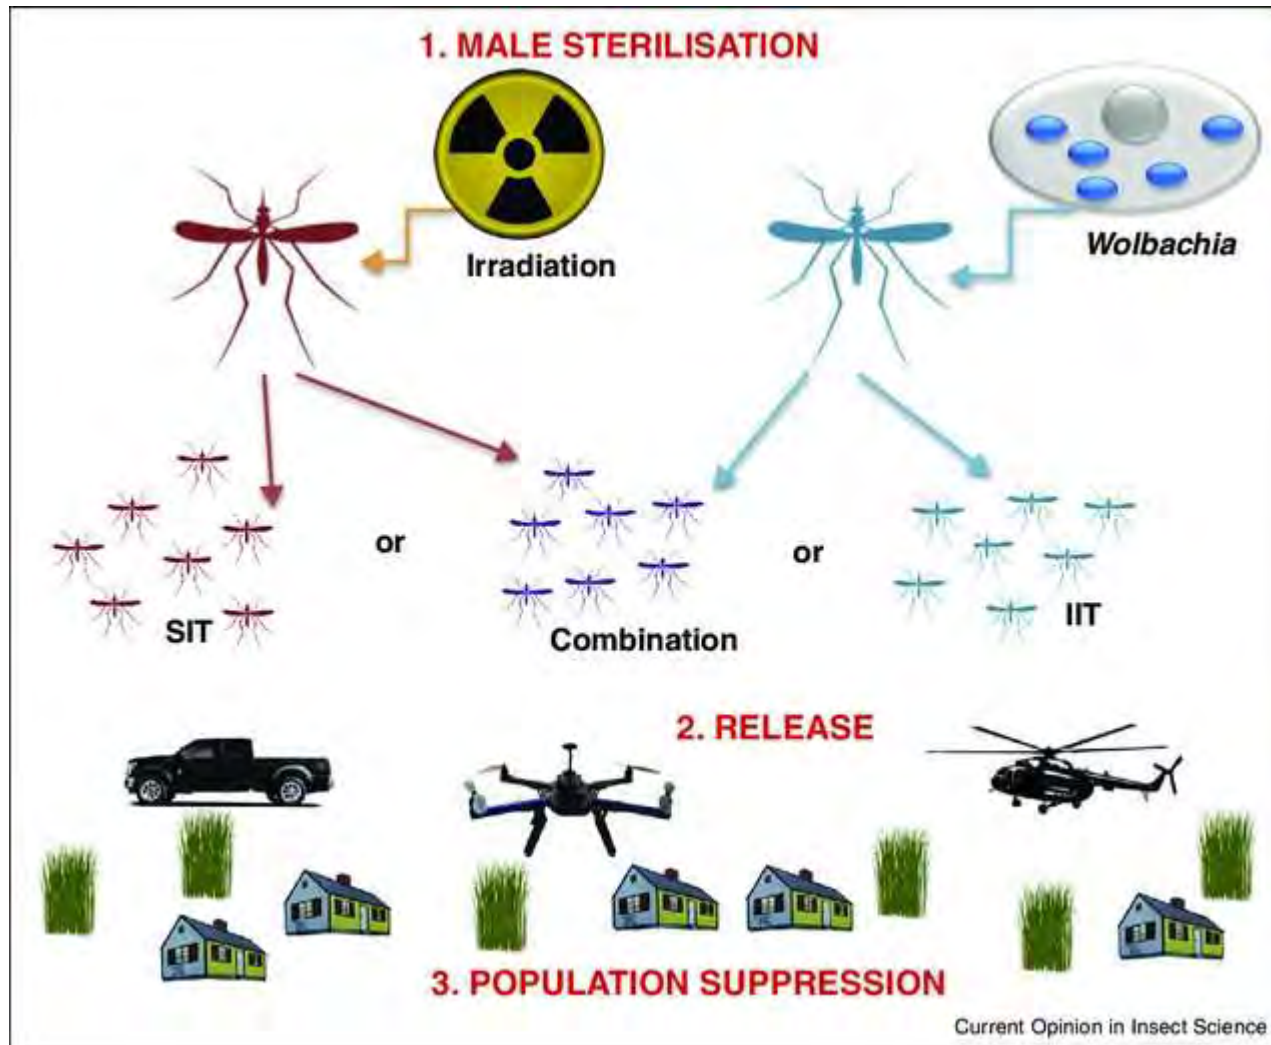 1. MALE STERILISATION
Irradiation
Wolbachia
or
or
SIT
Combination
IIT
2. RELEASE
3. POPULATION SUPPRESSION
Current Opinion in Insect Science